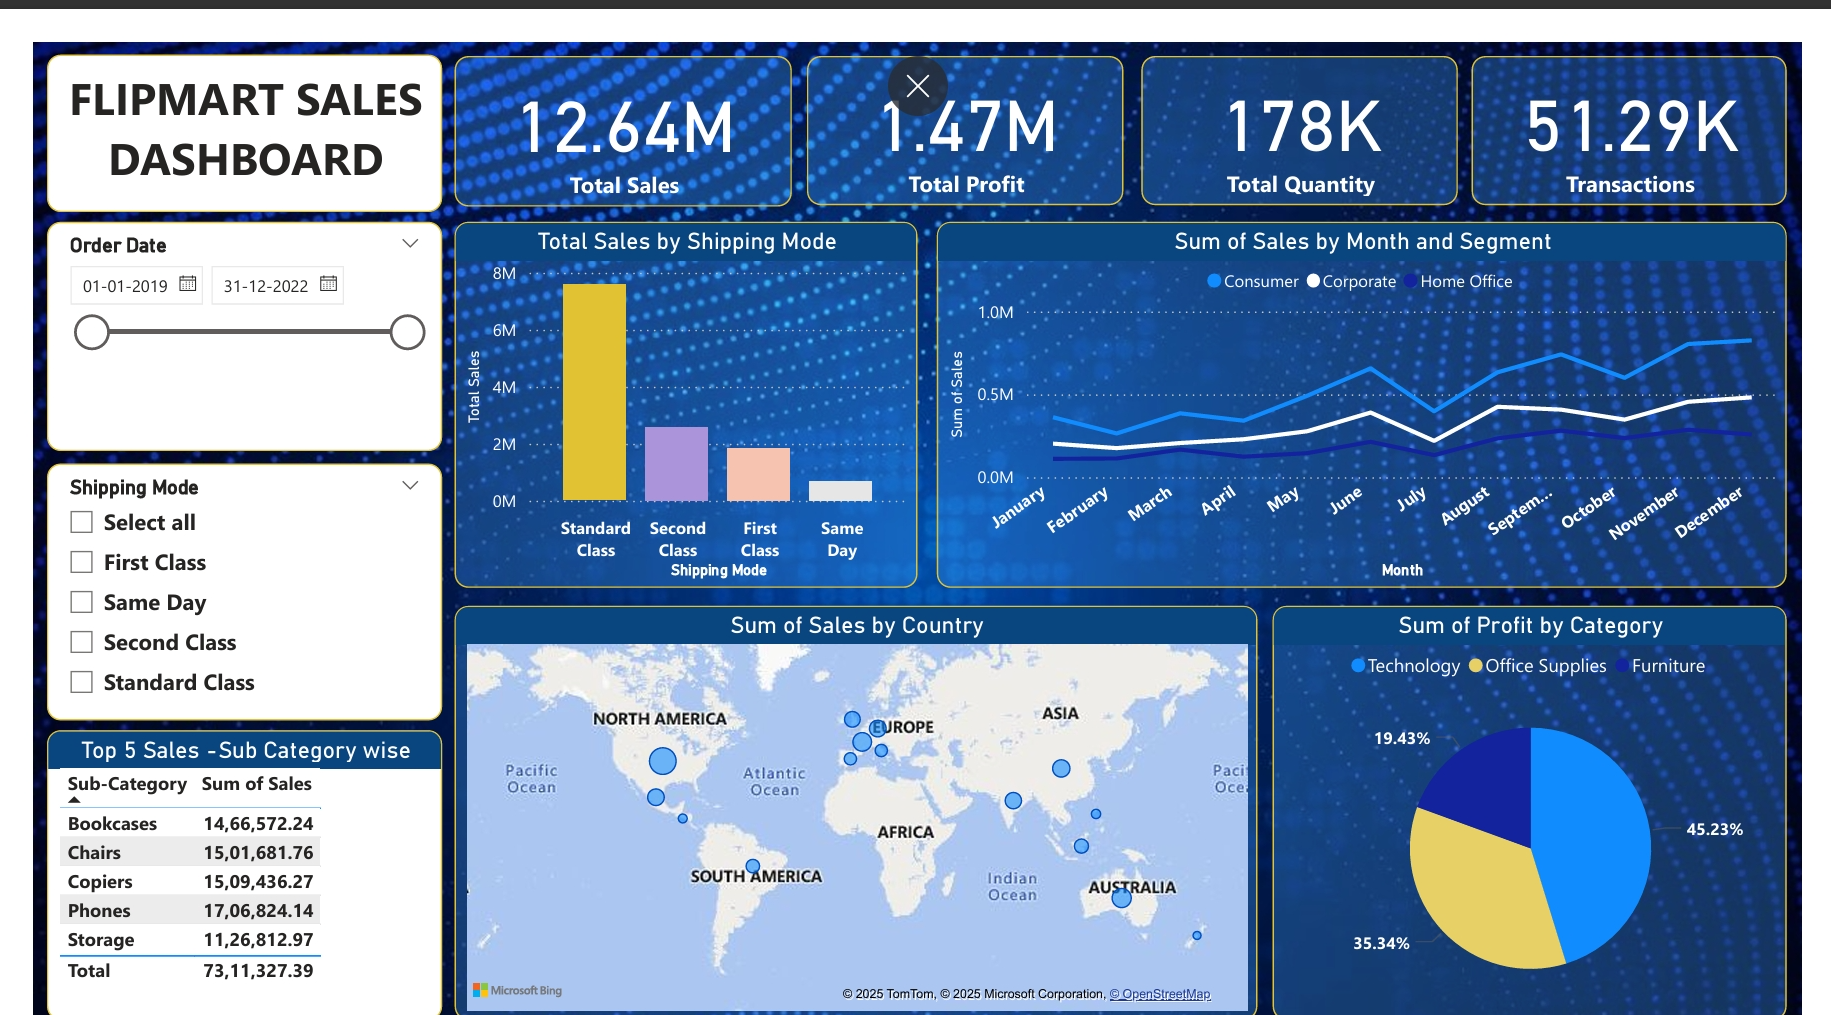 FLIPMART SALES
DASHBOARD
12.64M
Total Sales
1.47M
Total Profit
178K
Total Quantity
51.29K
Transactions
Order Date
01-01-2019
31-12-2022
Shipping Mode
Select all
First Class
Same Day
Second Class
Standard Class
Top 5 Sales -Sub Category wise
Sub-Category Sum of Sales
Bookcases 14,66,572.24
Chairs 15,01,681.76
Copiers 15,09,436.27
Phones 17,06,824.14
Storage 11,26,812.97
Total 73,11,327.39
Total Sales by Shipping Mode
Total Sales
8M
6M
4M
2M
0M
Standard Class
Second Class
First Class
Same Day
Shipping Mode
Sum of Sales by Month and Segment
Consumer Corporate Home Office
Sum of Sales
1.0M
0.5M
0.0M
January
February
March
April
May
June
July
August
Septem...
October
November
December
Month
Sum of Sales by Country
NORTH AMERICA
EUROPE
ASIA
Pacific
Ocean
Atlantic
Ocean
Paci
Oce
AFRICA
SOUTH AMERICA
Indian
Ocean
AUSTRALIA
Microsoft Bing
© 2025 TomTom, © 2025 Microsoft Corporation, © OpenStreetMap
Sum of Profit by Category
Technology Office Supplies Furniture
19.43%
45.23%
35.34%